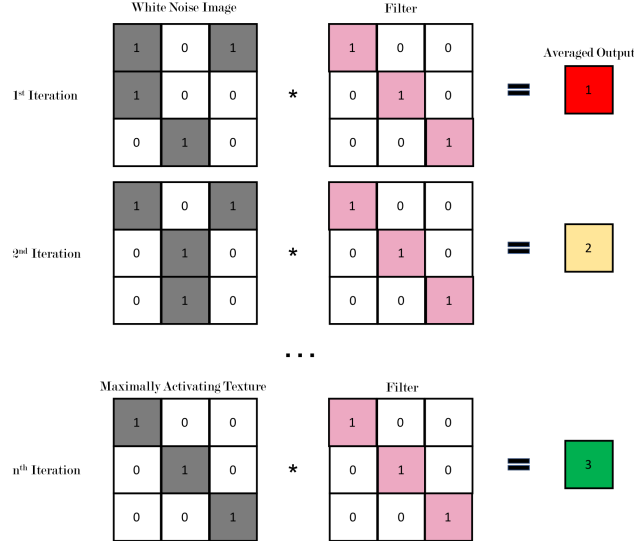 White Noise Image Filter
Averaged Output
1 0 1 1 0 0
1st Iteration 1 0 0 * 0 1 0 = 1
0 1 0 0 0 1
1 0 1 1 0 0
2nd Iteration 0 1 0 * 0 1 0 = 2
0 1 0 0 0 1
...
Maximally Activating Texture Filter
1 0 0 1 0 0
nth Iteration 0 1 0 * 0 1 0 = 3
0 0 1 0 0 1